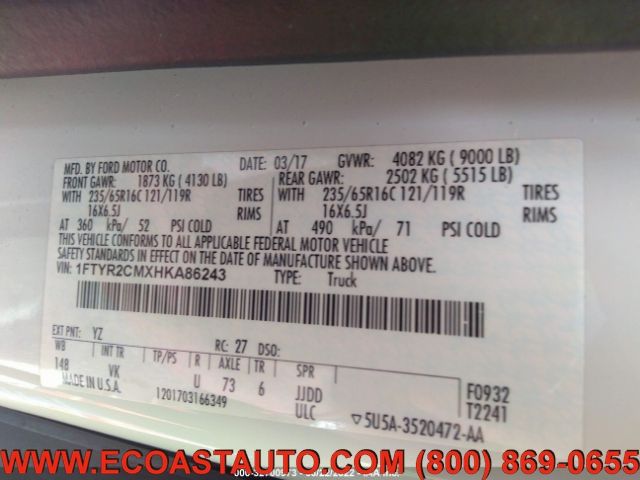 MFD. BY FORD MOTOR CO. DATE: 03/17 GVWR: 4082 KG ( 9000 LB)
FRONT GAWR: 1873 KG ( 4130 LB) REAR GAWR: 2502 KG ( 5515 LB)
WITH 235/65R16C 121/119R TIRES WITH 235/65R16C 121/119R TIRES
16X6.5J RIMS 16X6.5J RIMS
AT 360 kPa/ 52 PSI COLD AT 490 kPa/ 71 PSI COLD
THIS VEHICLE CONFORMS TO ALL APPLICABLE FEDERAL MOTOR VEHICLE
SAFETY STANDARDS IN EFFECT ON THE DATE OF MANUFACTURE SHOWN ABOVE.
VIN: 1FTYR2CMXHKA86243 TYPE: Truck
EXT PNT: YZ RC: 27 DSO:
WB INT TR TP/PS R AXLE TR SPR
148 VK U 73 6 JJDD F0932
MADE IN U.S.A. 1201703166349 ULC T2241
▽5U5A-3520472-AA
WWW.ECOASTAUTO.COM (800) 869-0655